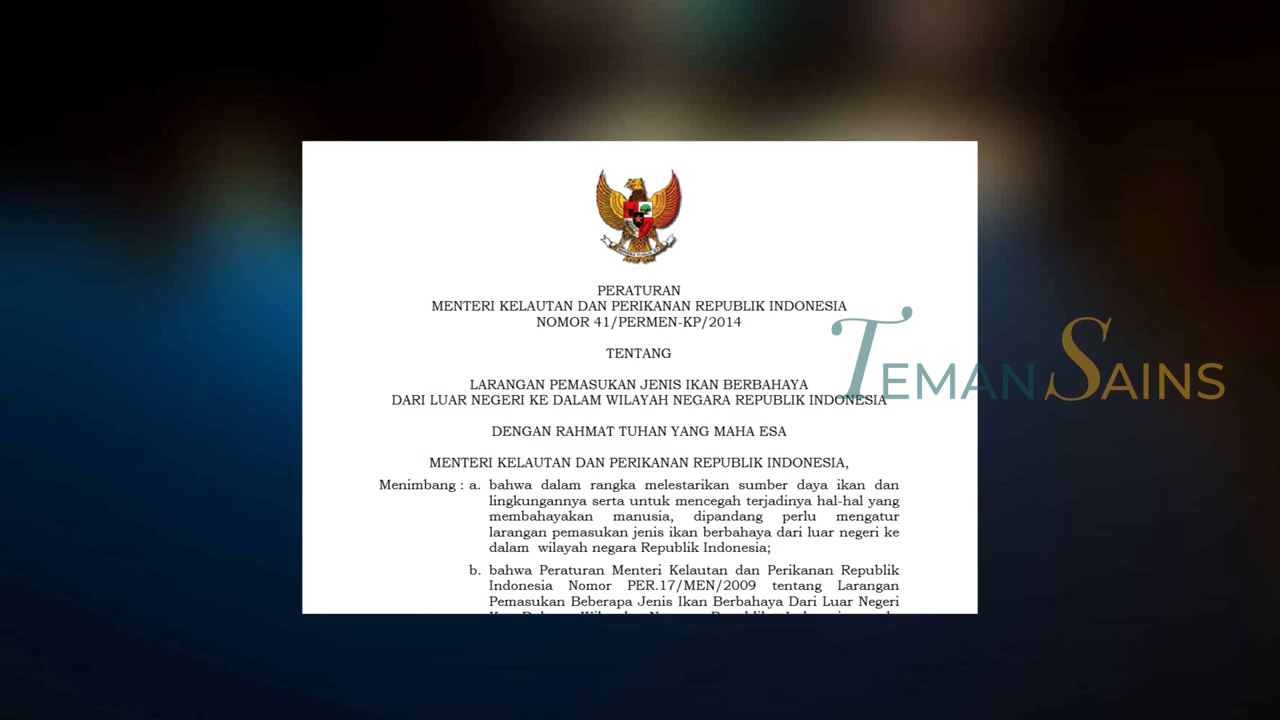 PERATURAN
MENTERI KELAUTAN DAN PERIKANAN REPUBLIK INDONESIA
NOMOR 41/PERMEN-KP/2014
TENTANG
LARANGAN PEMASUKAN JENIS IKAN BERBAHAYA
DARI LUAR NEGERI KE DALAM WILAYAH NEGARA REPUBLIK INDONESIA
TEMAN SAINS
DENGAN RAHMAT TUHAN YANG MAHA ESA
MENTERI KELAUTAN DAN PERIKANAN REPUBLIK INDONESIA,
Menimbang : a. bahwa dalam rangka melestarikan sumber daya ikan dan
lingkungannya serta untuk mencegah terjadinya hal-hal yang
membahayakan manusia, dipandang perlu mengatur
larangan pemasukan jenis ikan berbahaya dari luar negeri ke
dalam wilayah negara Republik Indonesia;
b. bahwa Peraturan Menteri Kelautan dan Perikanan Republik
Indonesia Nomor PER.17/MEN/2009 tentang Larangan
Pemasukan Beberapa Jenis Ikan Berbahaya Dari Luar Negeri